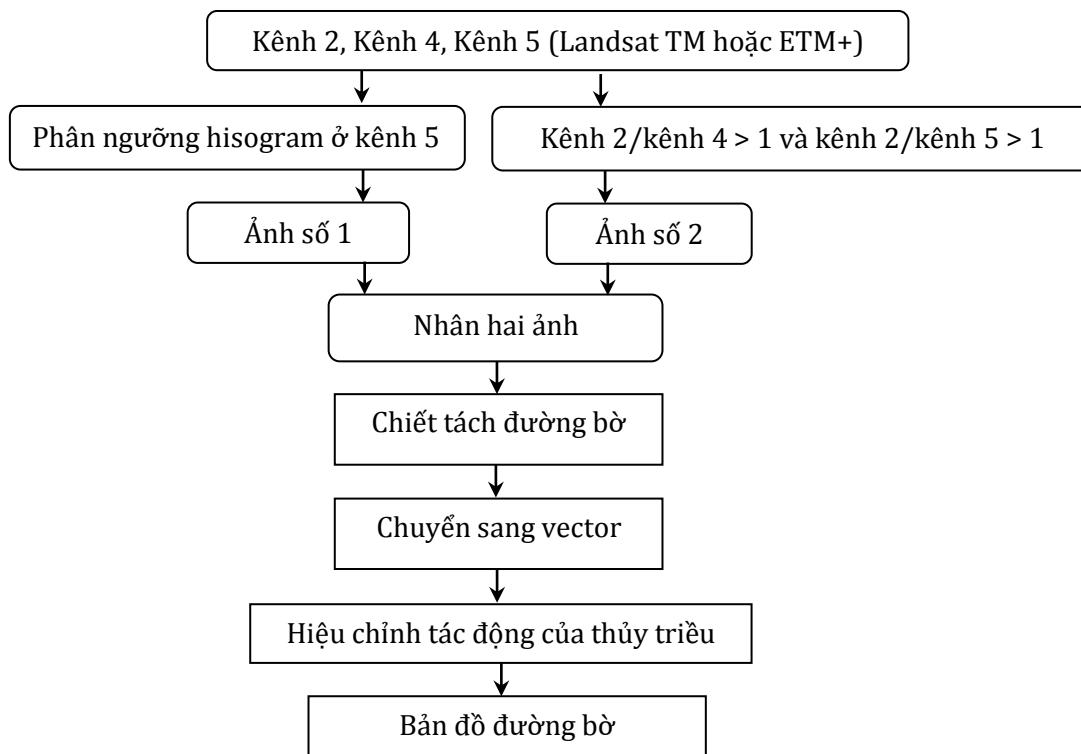 Kênh 2, Kênh 4, Kênh 5 (Landsat TM hoặc ETM+)
Phân ngưỡng hisogram ở kênh 5
Kênh 2/kênh 4 > 1 và kênh 2/kênh 5 > 1
Ảnh số 1
Ảnh số 2
Nhân hai ảnh
Chiết tách đường bờ
Chuyển sang vector
Hiệu chỉnh tác động của thủy triều
Bản đồ đường bờ